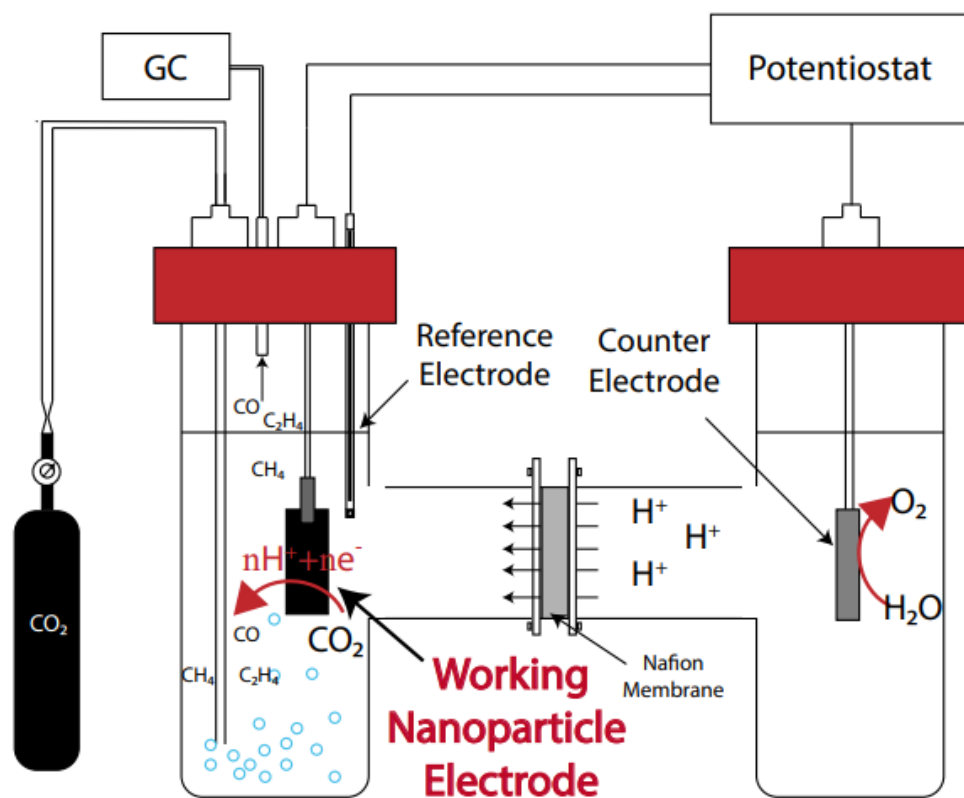 GC
Potentiostat
Reference
Electrode
Counter
Electrode
CO
C₂H₄
CH₄
H⁺
H⁺
H⁺
O₂
H₂O
nH⁺+ne⁻
CO₂
CO
CO₂
CH₄
C₂H₄
Nafion
Membrane
Working
Nanoparticle
Electrode